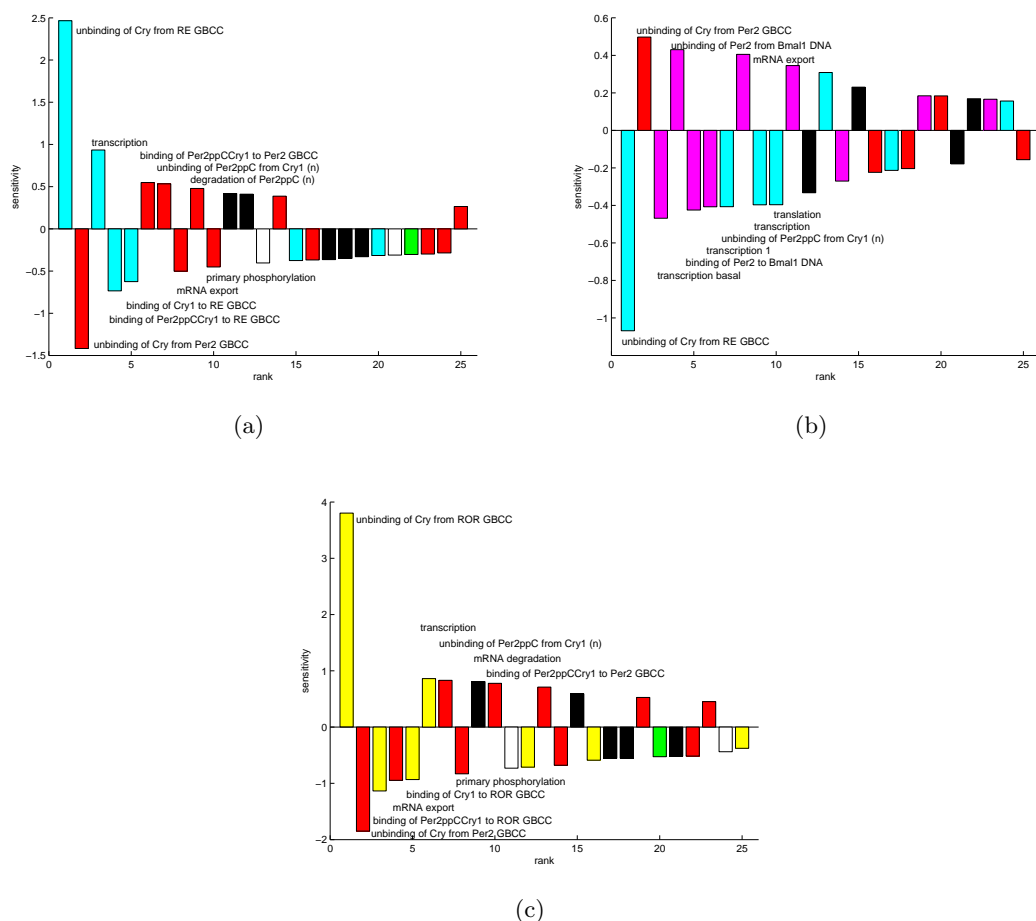 2.5
2
1.5
1
0.5
0
−0.5
−1
−1.5
0
5
10
15
20
25
rank
sensitivity
unbinding of Cry from RE GBCC
transcription
binding of Per2ppCCry1 to Per2 GBCC
unbinding of Per2ppC from Cry1 (n)
degradation of Per2ppC (n)
primary phosphorylation
mRNA export
binding of Cry1 to RE GBCC
binding of Per2ppCCry1 to RE GBCC
unbinding of Cry from Per2 GBCC
(a)
0.6
0.4
0.2
0
−0.2
−0.4
−0.6
−0.8
−1
0
5
10
15
20
25
rank
sensitivity
unbinding of Cry from Per2 GBCC
unbinding of Per2 from Bmal1 DNA
mRNA export
translation
transcription
unbinding of Per2ppC from Cry1 (n)
transcription 1
binding of Per2 to Bmal1 DNA
transcription basal
unbinding of Cry from RE GBCC
(b)
4
3
2
1
0
−1
−2
0
5
10
15
20
25
rank
sensitivity
unbinding of Cry from ROR GBCC
transcription
unbinding of Per2ppC from Cry1 (n)
mRNA degradation
binding of Per2ppCCry1 to Per2 GBCC
primary phosphorylation
binding of Cry1 to ROR GBCC
mRNA export
binding of Per2ppCCry1 to ROR GBCC
unbinding of Cry from Per2 GBCC
(c)